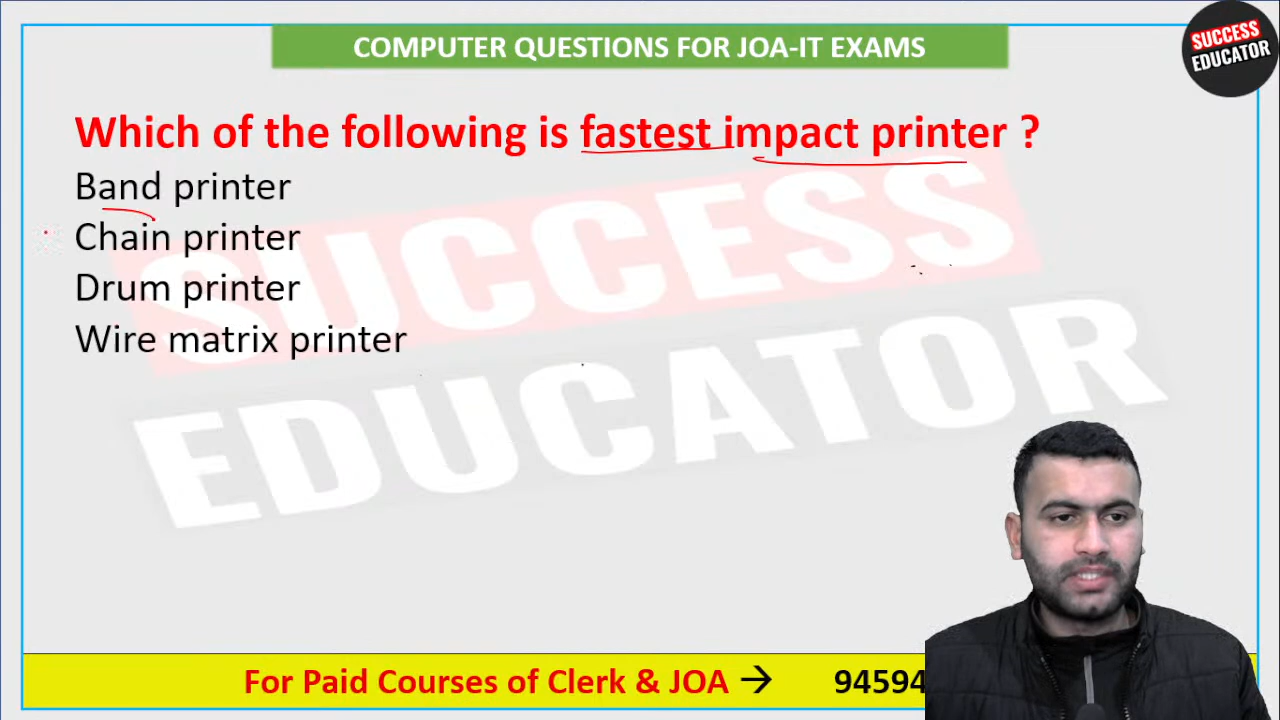 COMPUTER QUESTIONS FOR JOA-IT EXAMS
SUCCESS
EDUCATOR
Which of the following is fastest impact printer ?
Band printer
Chain printer
Drum printer
Wire matrix printer
SUCCESS
EDUCATOR
For Paid Courses of Clerk & JOA → 94594